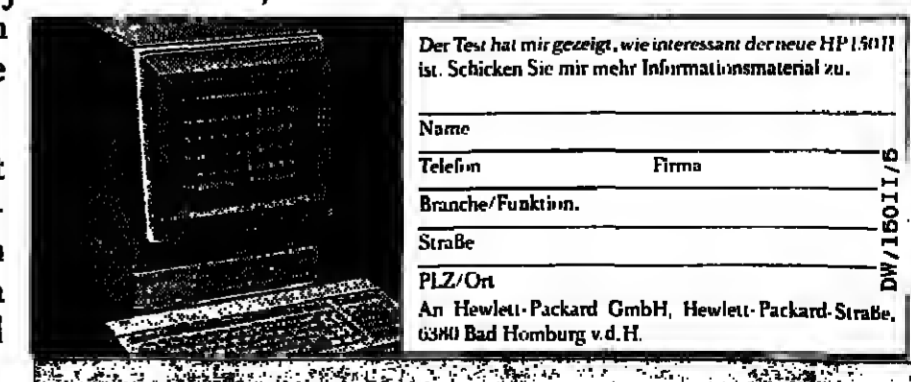 Der Test hat mir gezeigt, wie interessant der neue HP 150 II
ist. Schicken Sie mir mehr Informationsmaterial zu.
Name
Telefon Firma
Branche/Funktion.
Straße
PLZ/Ort
An Hewlett-Packard GmbH, Hewlett-Packard-Straße,
6380 Bad Homburg v.d.H.
DW/150II/5